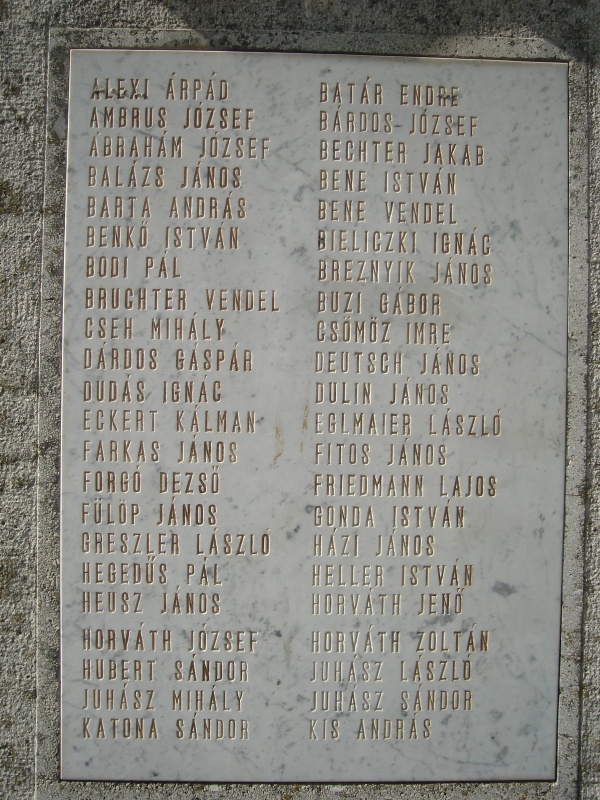 ALEXI ÁRPÁD BATÁR ENDRE
AMBRUS JÓZSEF BÁRDOS JÓZSEF
ÁBRAHÁM JÓZSEF BECHTER JAKAB
BALÁZS JÁNOS BENE ISTVÁN
BARTA ANDRÁS BENE VENDEL
BENKŐ ISTVÁN BIELICZKI IGNÁC
BODI PÁL BREZNYIK JÁNOS
BRUCHTER VENDEL BUZI GÁBOR
CSEH MIHÁLY CSŐMÖZ IMRE
DÁRDOS GÁSPÁR DEUTSCH JÁNOS
DUDÁS IGNÁC DULIN JÁNOS
ECKERT KÁLMÁN EGLMAIER LÁSZLÓ
FARKAS JÁNOS FITOS JÁNOS
FORGÓ DEZSŐ FRIEDMANN LAJOS
FÜLÖP JÁNOS GONDA ISTVÁN
GRESZLER LÁSZLÓ HÁZI JÁNOS
HEGEDŰS PÁL HELLER ISTVÁN
HEUSZ JÁNOS HORVÁTH JENŐ
HORVÁTH JÓZSEF HORVÁTH ZOLTÁN
HUBERT SÁNDOR JUHÁSZ LÁSZLÓ
JUHÁSZ MIHÁLY JUHÁSZ SÁNDOR
KATONA SÁNDOR KIS ANDRÁS